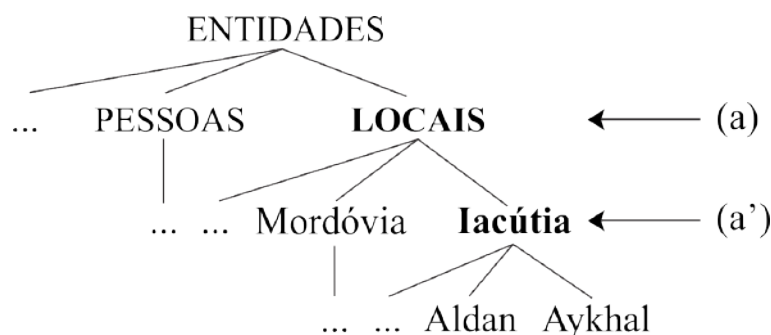 ENTIDADES
... PESSOAS LOCAIS (a)
... ... Mordóvia Iacútia (a’)
... ... Aldan Aykhal